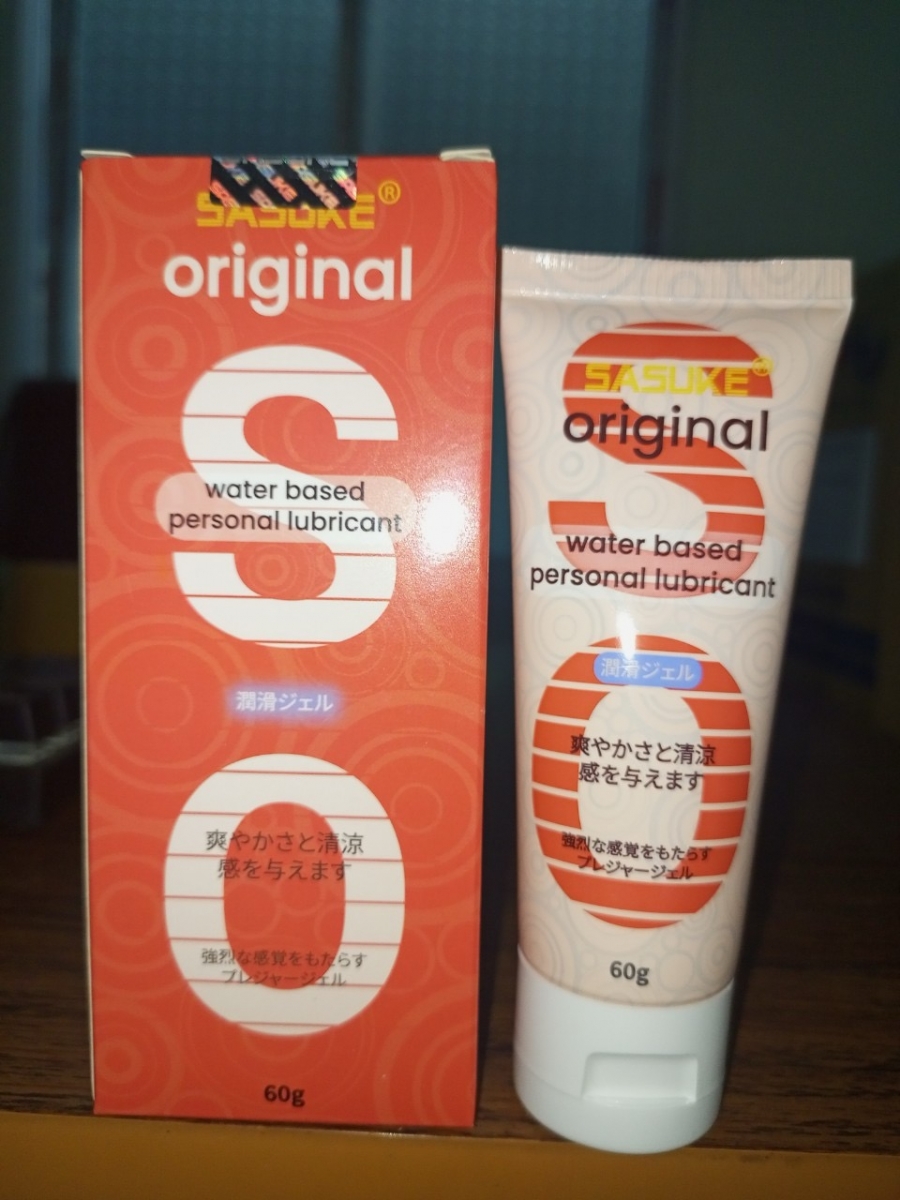 SASUKE®
original
S
water based
personal lubricant
潤滑ジェル
O
爽やかさと清涼
感を与えます
強烈な感覚をもたらす
プレジャージェル
60g
SASUKE®
original
S
water based
personal lubricant
潤滑ジェル
O
爽やかさと清涼
感を与えます
強烈な感覚をもたらす
プレジャージェル
60g